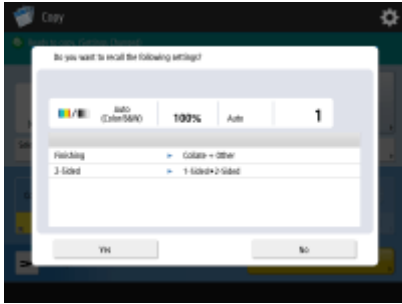 Copy
Do you want to recall the following settings?
Auto
(Color/B&W)
100%
Auto
1
Finishing ► Collate → Other
2-Sided ► 1-Sided→2-Sided
Yes
No